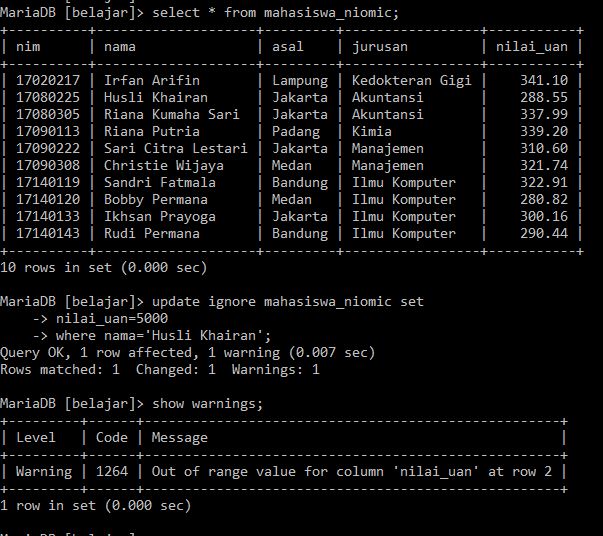 MariaDB [belajar]> select * from mahasiswa_niomic;
+----------+--------------------+---------+-----------------+-----------+
| nim      | nama               | asal    | jurusan         | nilai_uan |
+----------+--------------------+---------+-----------------+-----------+
| 17020217 | Irfan Arifin       | Lampung | Kedokteran Gigi |    341.10 |
| 17080225 | Husli Khairan      | Jakarta | Akuntansi       |    288.55 |
| 17080305 | Riana Kumaha Sari  | Jakarta | Akuntansi       |    337.99 |
| 17090113 | Riana Putria       | Padang  | Kimia           |    339.20 |
| 17090222 | Sari Citra Lestari | Jakarta | Manajemen       |    310.60 |
| 17090308 | Christie Wijaya    | Medan   | Manajemen       |    321.74 |
| 17140119 | Sandri Fatmala     | Bandung | Ilmu Komputer   |    322.91 |
| 17140120 | Bobby Permana      | Medan   | Ilmu Komputer   |    280.82 |
| 17140133 | Ikhsan Prayoga     | Jakarta | Ilmu Komputer   |    300.16 |
| 17140143 | Rudi Permana       | Bandung | Ilmu Komputer   |    290.44 |
+----------+--------------------+---------+-----------------+-----------+
10 rows in set (0.000 sec)
MariaDB [belajar]> update ignore mahasiswa_niomic set
    -> nilai_uan=5000
    -> where nama='Husli Khairan';
Query OK, 1 row affected, 1 warning (0.007 sec)
Rows matched: 1  Changed: 1  Warnings: 1
MariaDB [belajar]> show warnings;
+---------+------+----------------------------------------------------+
| Level   | Code | Message                                            |
+---------+------+----------------------------------------------------+
| Warning | 1264 | Out of range value for column 'nilai_uan' at row 2 |
+---------+------+----------------------------------------------------+
1 row in set (0.000 sec)